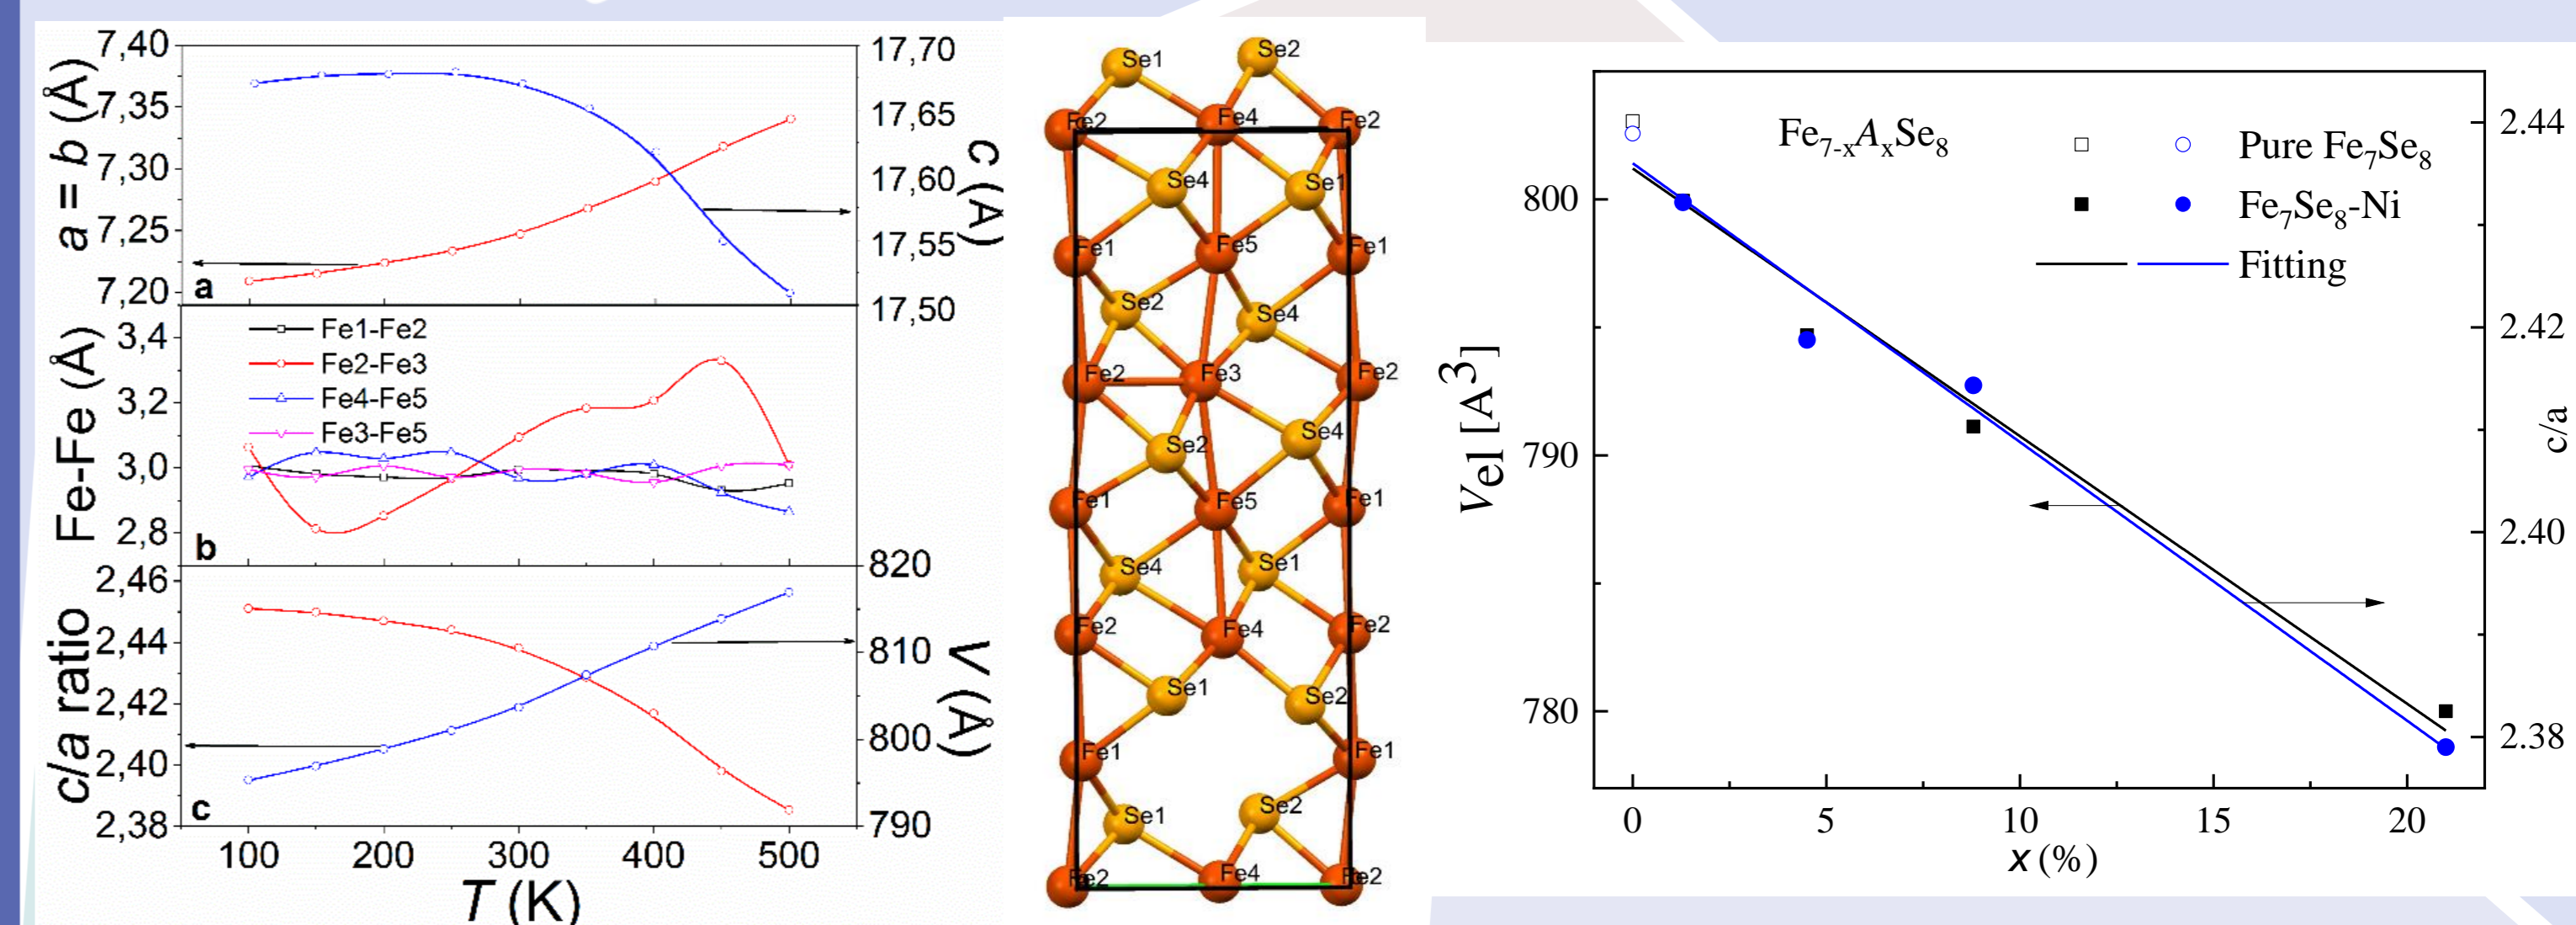 7,40
7,35
7,30
7,25
7,20
a = b (Å)
17,70
17,65
17,60
17,55
17,50
c (Å)
a
3,4
3,2
3,0
2,8
Fe-Fe (Å)
Fe1-Fe2
Fe2-Fe3
Fe4-Fe5
Fe3-Fe5
b
2,46
2,44
2,42
2,40
2,38
c/a ratio
820
810
800
790
V (Å)
c
100 200 300 400 500
T (K)
Se1 Se2
Fe2 Fe4 Fe2
Se4 Se1
Fe1 Fe5 Fe1
Se2 Se4
Fe2 Fe3 Fe2
Se2 Se4
Fe1 Fe5 Fe1
Se4 Se1
Fe2 Fe4 Fe2
Se1 Se2
Fe1 Fe1
Se1 Se2
Fe2 Fe4 Fe2
800
790
780
Vel [A³]
Fe₇₋ₓAₓSe₈
Pure Fe₇Se₈
Fe₇Se₈-Ni
Fitting
2.44
2.42
2.40
2.38
c/a
0 5 10 15 20
x (%)